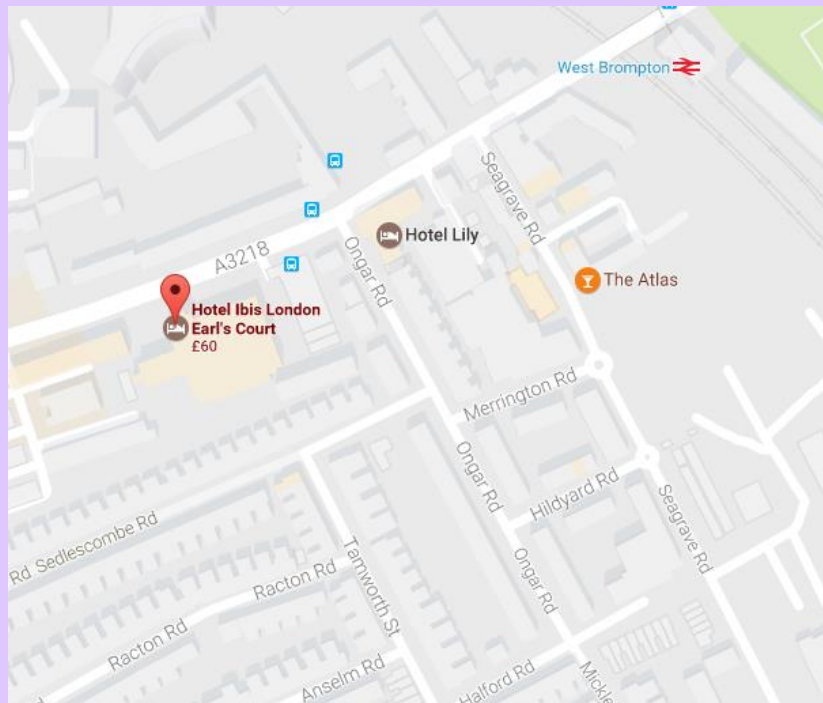 West Brompton
Seagrave Rd
Hotel Lily
A3218
Ongar Rd
The Atlas
Hotel Ibis London
Earl's Court
£60
Merrington Rd
Ongar Rd
Hildyard Rd
Seagrave Rd
Rd Sedlescombe Rd
Tamworth St
Ongar Rd
Racton Rd
Racton Rd
Anselm Rd
Halford Rd
Mickle